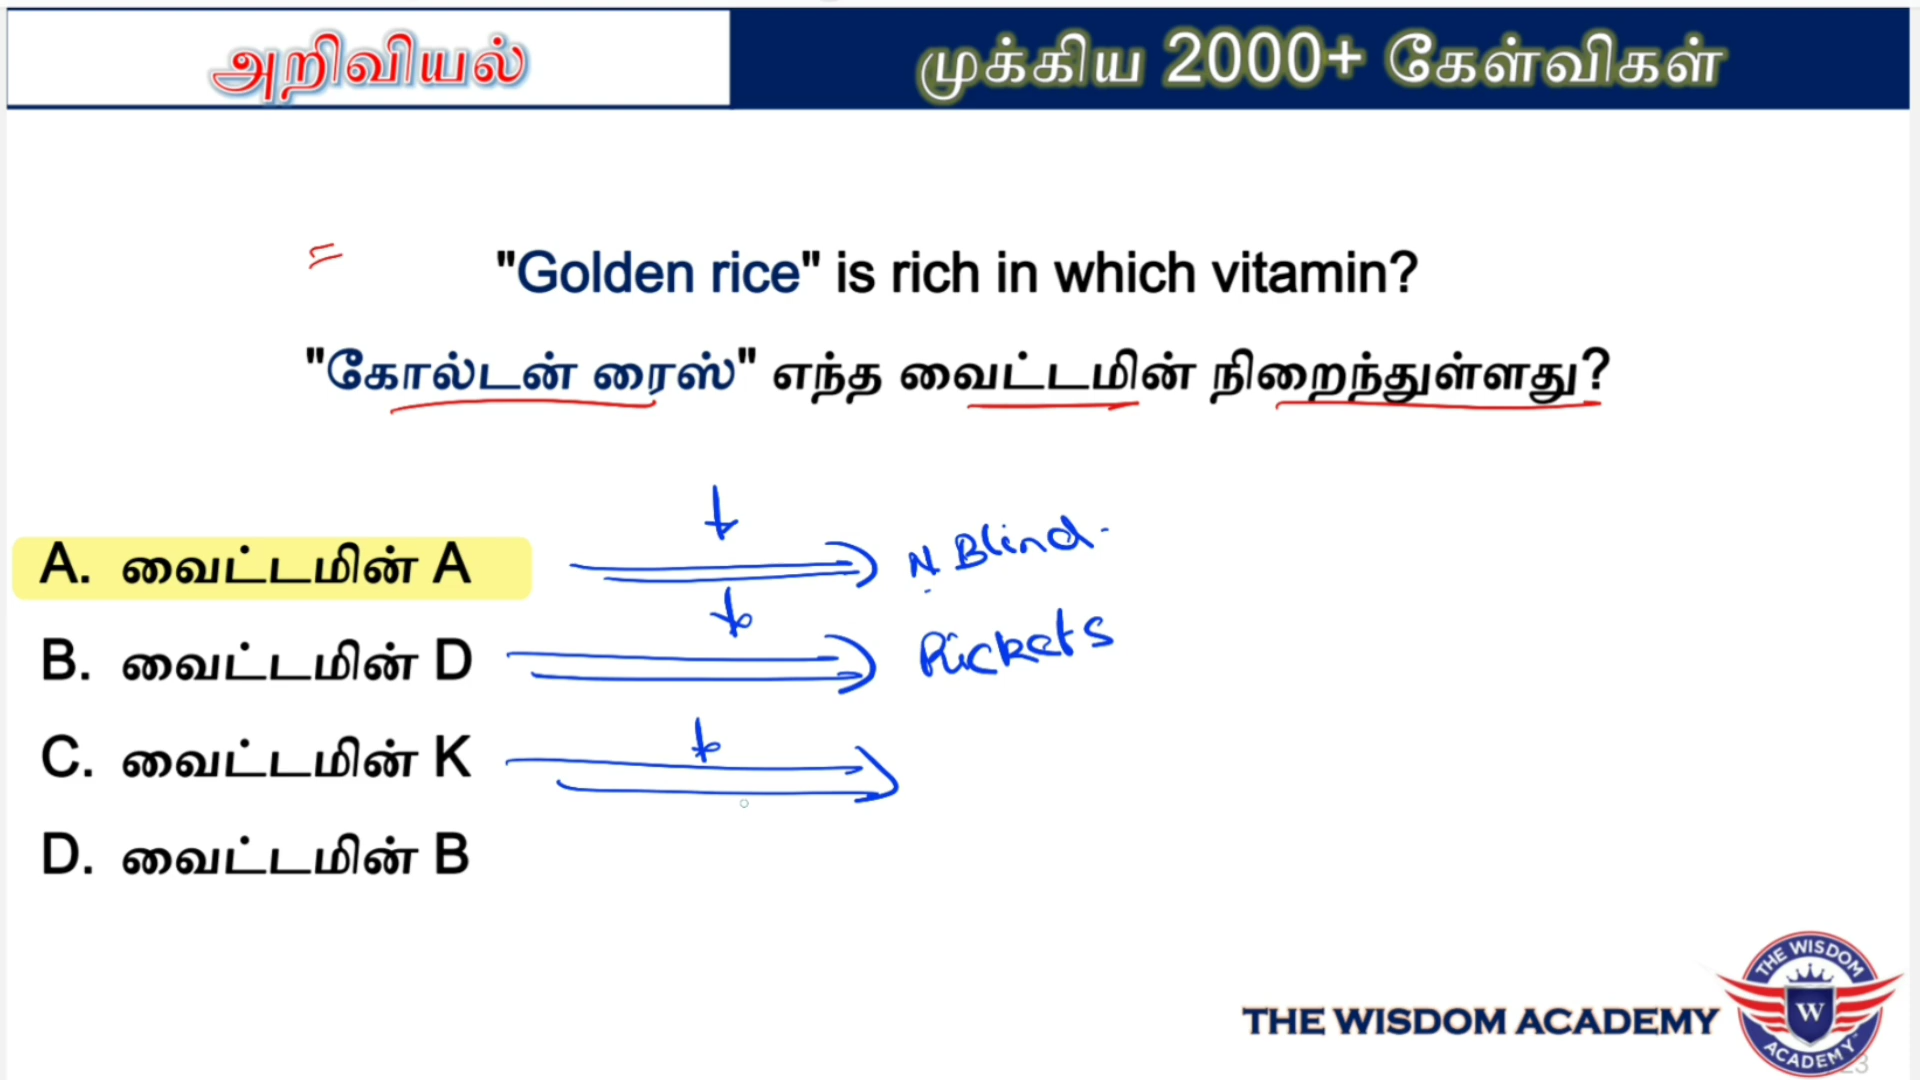 அறிவியல்
முக்கிய 2000+ கேள்விகள்
"Golden rice" is rich in which vitamin?
"கோல்டன் ரைஸ்" எந்த வைட்டமின் நிறைந்துள்ளது?
A. வைட்டமின் A
N. Blind.
B. வைட்டமின் D
Rickets
C. வைட்டமின் K
D. வைட்டமின் B
THE WISDOM ACADEMY
THE WISDOM
W
ACADEMY